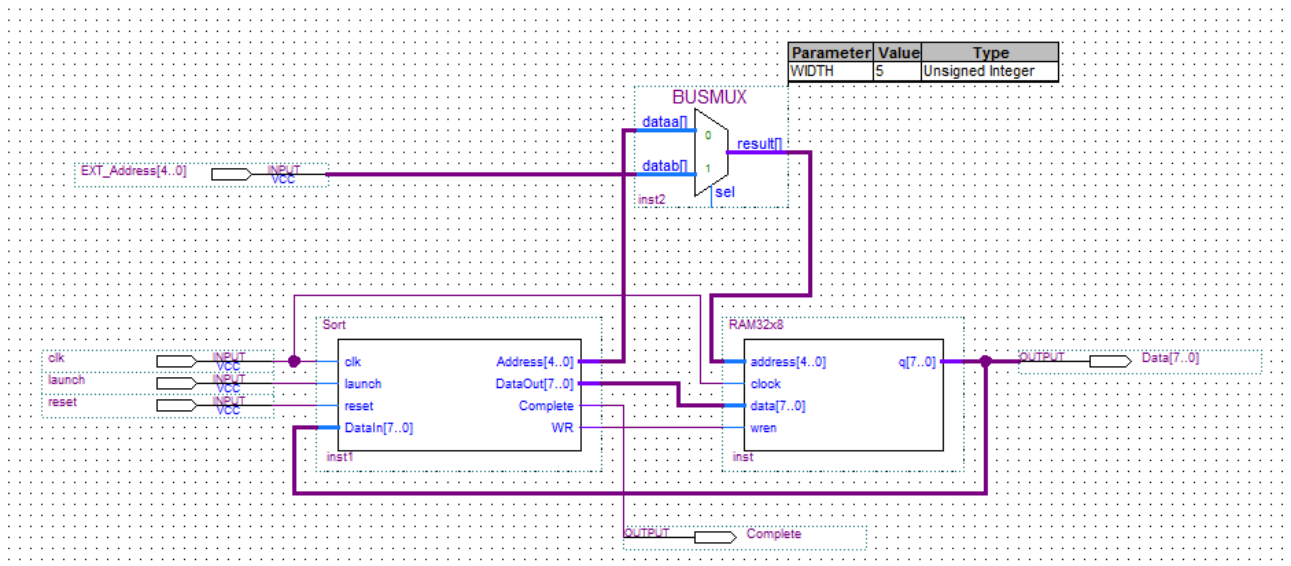 Parameter Value Type
WIDTH 5 Unsigned Integer
BUSMUX
dataa[]
0
result[]
datab[]
1
sel
inst2
EXT_Address[4..0] INPUT
VCC
Sort
clk INPUT
VCC
launch INPUT
VCC
reset INPUT
VCC
clk Address[4..0]
launch DataOut[7..0]
reset Complete
DataIn[7..0] WR
inst1
RAM32x8
address[4..0] q[7..0]
clock
data[7..0]
wren
inst
OUTPUT Data[7..0]
OUTPUT Complete